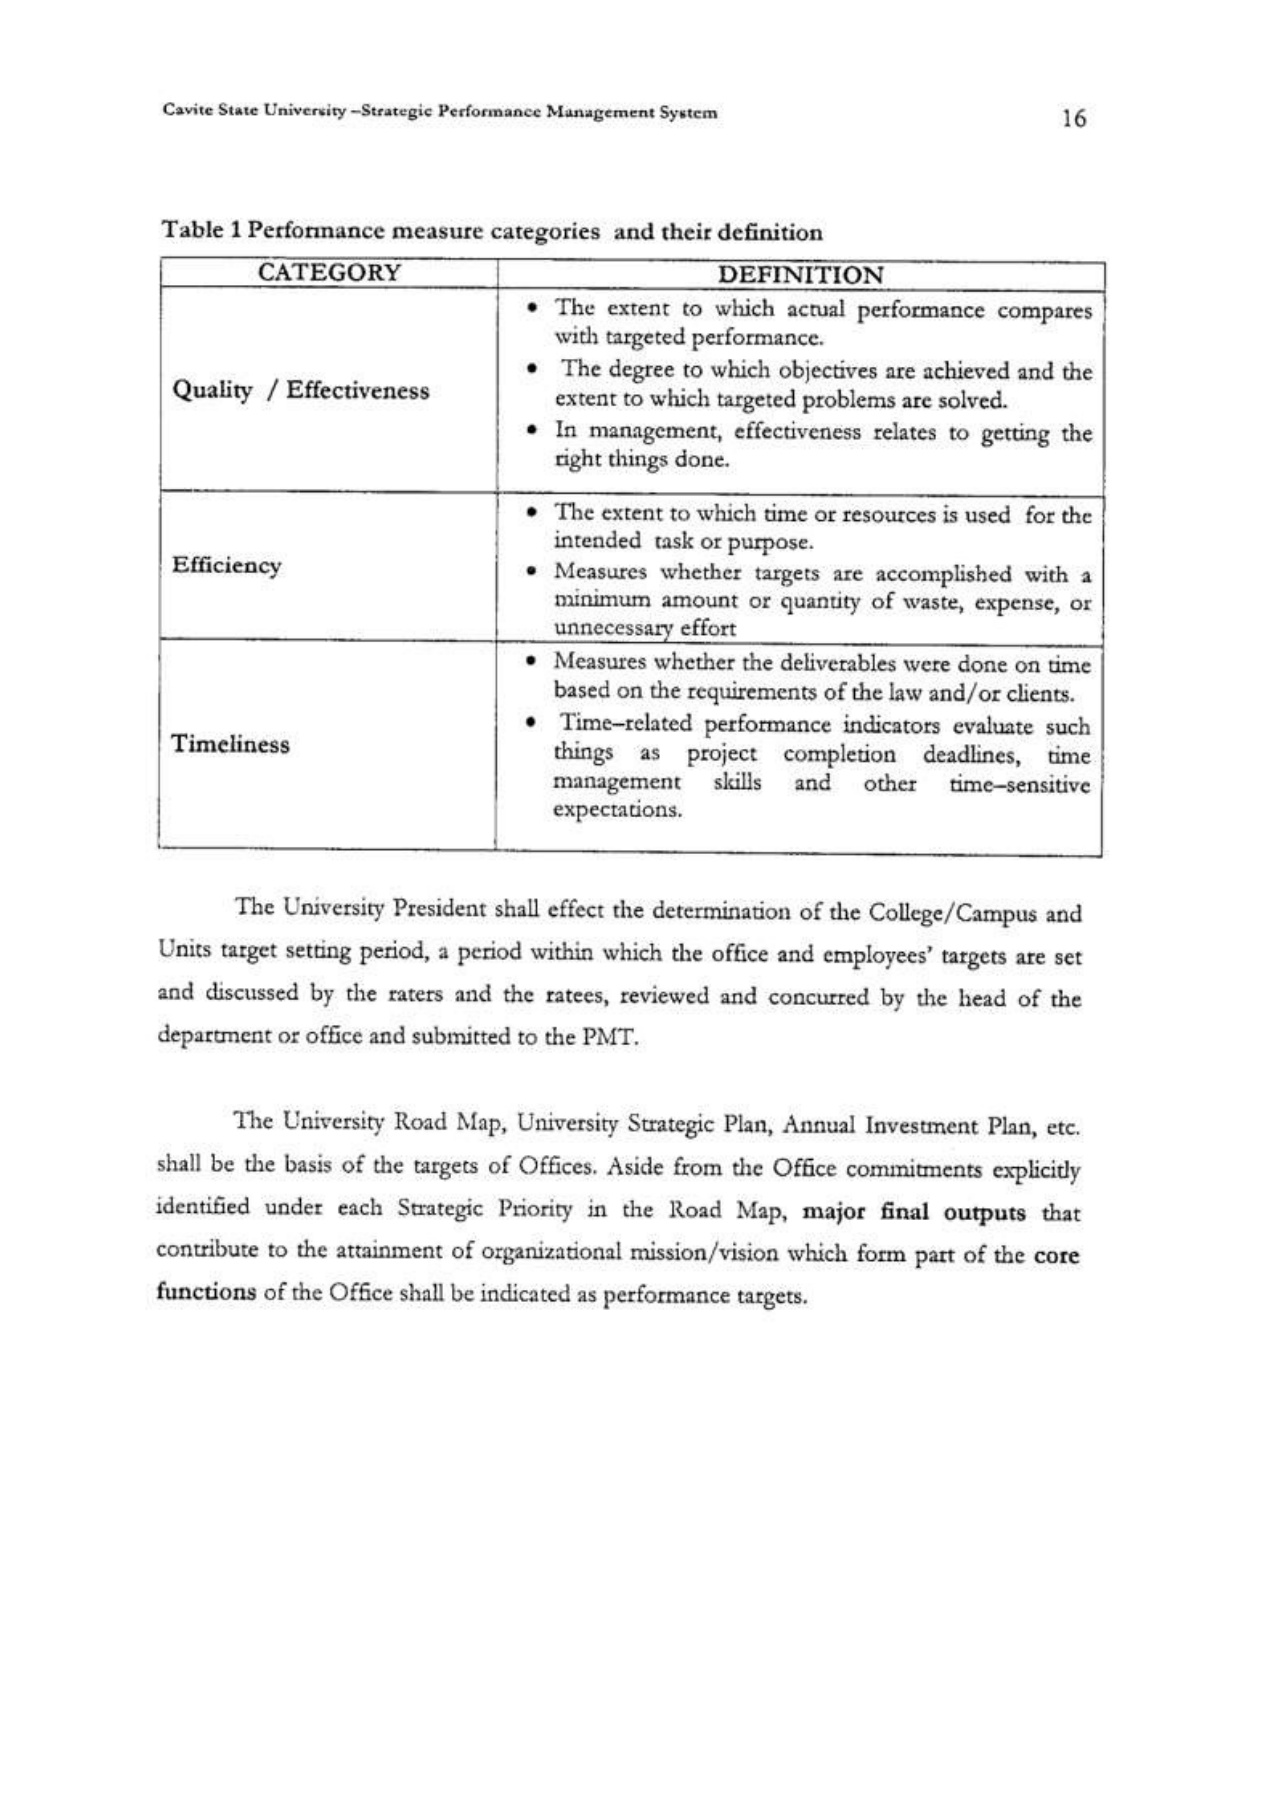 Cavite State University –Strategic Performance Management System
16
Table 1 Performance measure categories and their definition
CATEGORY
DEFINITION
Quality / Effectiveness
• The extent to which actual performance compares
with targeted performance.
• The degree to which objectives are achieved and the
extent to which targeted problems are solved.
• In management, effectiveness relates to getting the
right things done.
Efficiency
• The extent to which time or resources is used for the
intended task or purpose.
• Measures whether targets are accomplished with a
minimum amount or quantity of waste, expense, or
unnecessary effort
Timeliness
• Measures whether the deliverables were done on time
based on the requirements of the law and/or clients.
• Time–related performance indicators evaluate such
things as project completion deadlines, time
management skills and other time–sensitive
expectations.
The University President shall effect the determination of the College/Campus and
Units target setting period, a period within which the office and employees’ targets are set
and discussed by the raters and the ratees, reviewed and concurred by the head of the
department or office and submitted to the PMT.
The University Road Map, University Strategic Plan, Annual Investment Plan, etc.
shall be the basis of the targets of Offices. Aside from the Office commitments explicitly
identified under each Strategic Priority in the Road Map, major final outputs that
contribute to the attainment of organizational mission/vision which form part of the core
functions of the Office shall be indicated as performance targets.